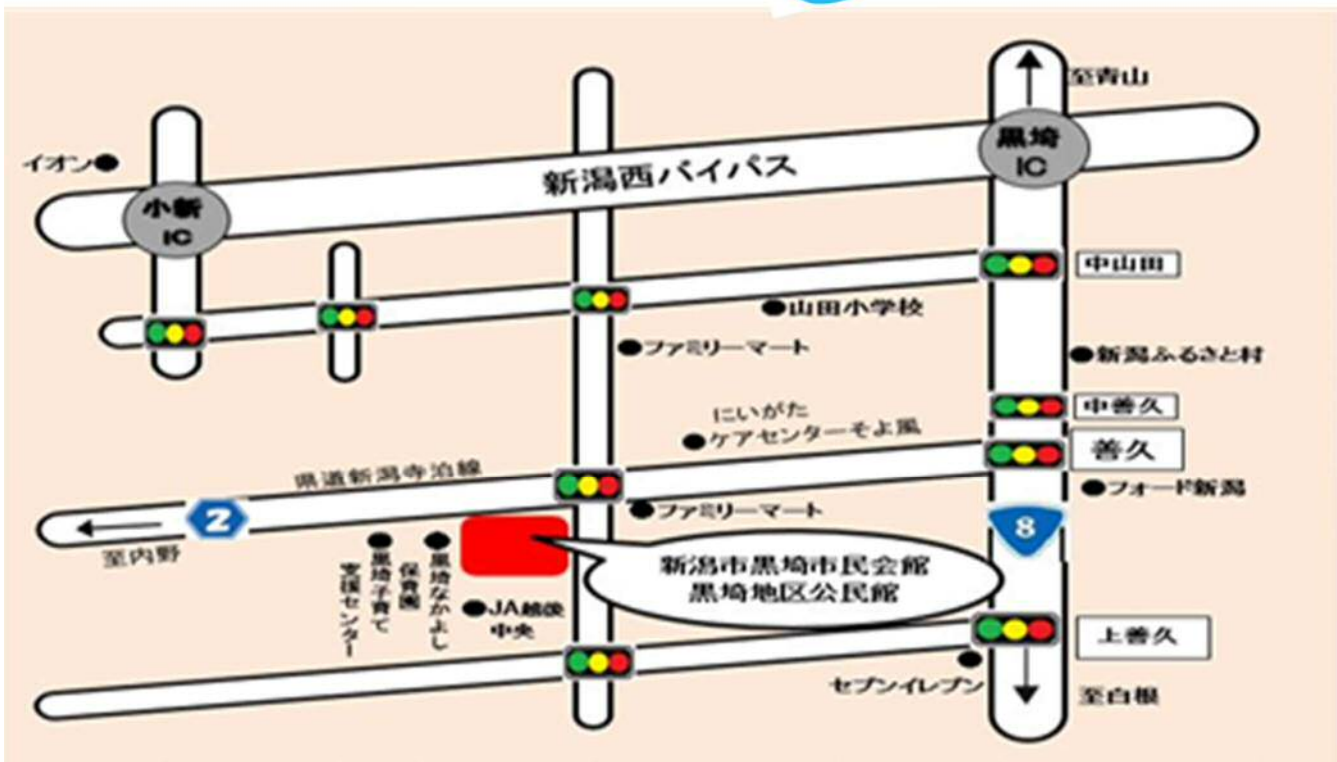 至青山
黒埼
IC
イオン
新潟西バイパス
小新
IC
中山田
山田小学校
ファミリーマート
新潟ふるさと村
中善久
にいがた
ケアセンターそよ風
善久
県道新潟寺泊線
フォード新潟
2
ファミリーマート
8
至内野
新潟市黒埼市民会館
黒埼地区公民館
黒埼子育て
支援センター
黒埼なかよし
保育園
JA越後
中央
上善久
セブンイレブン
至白根